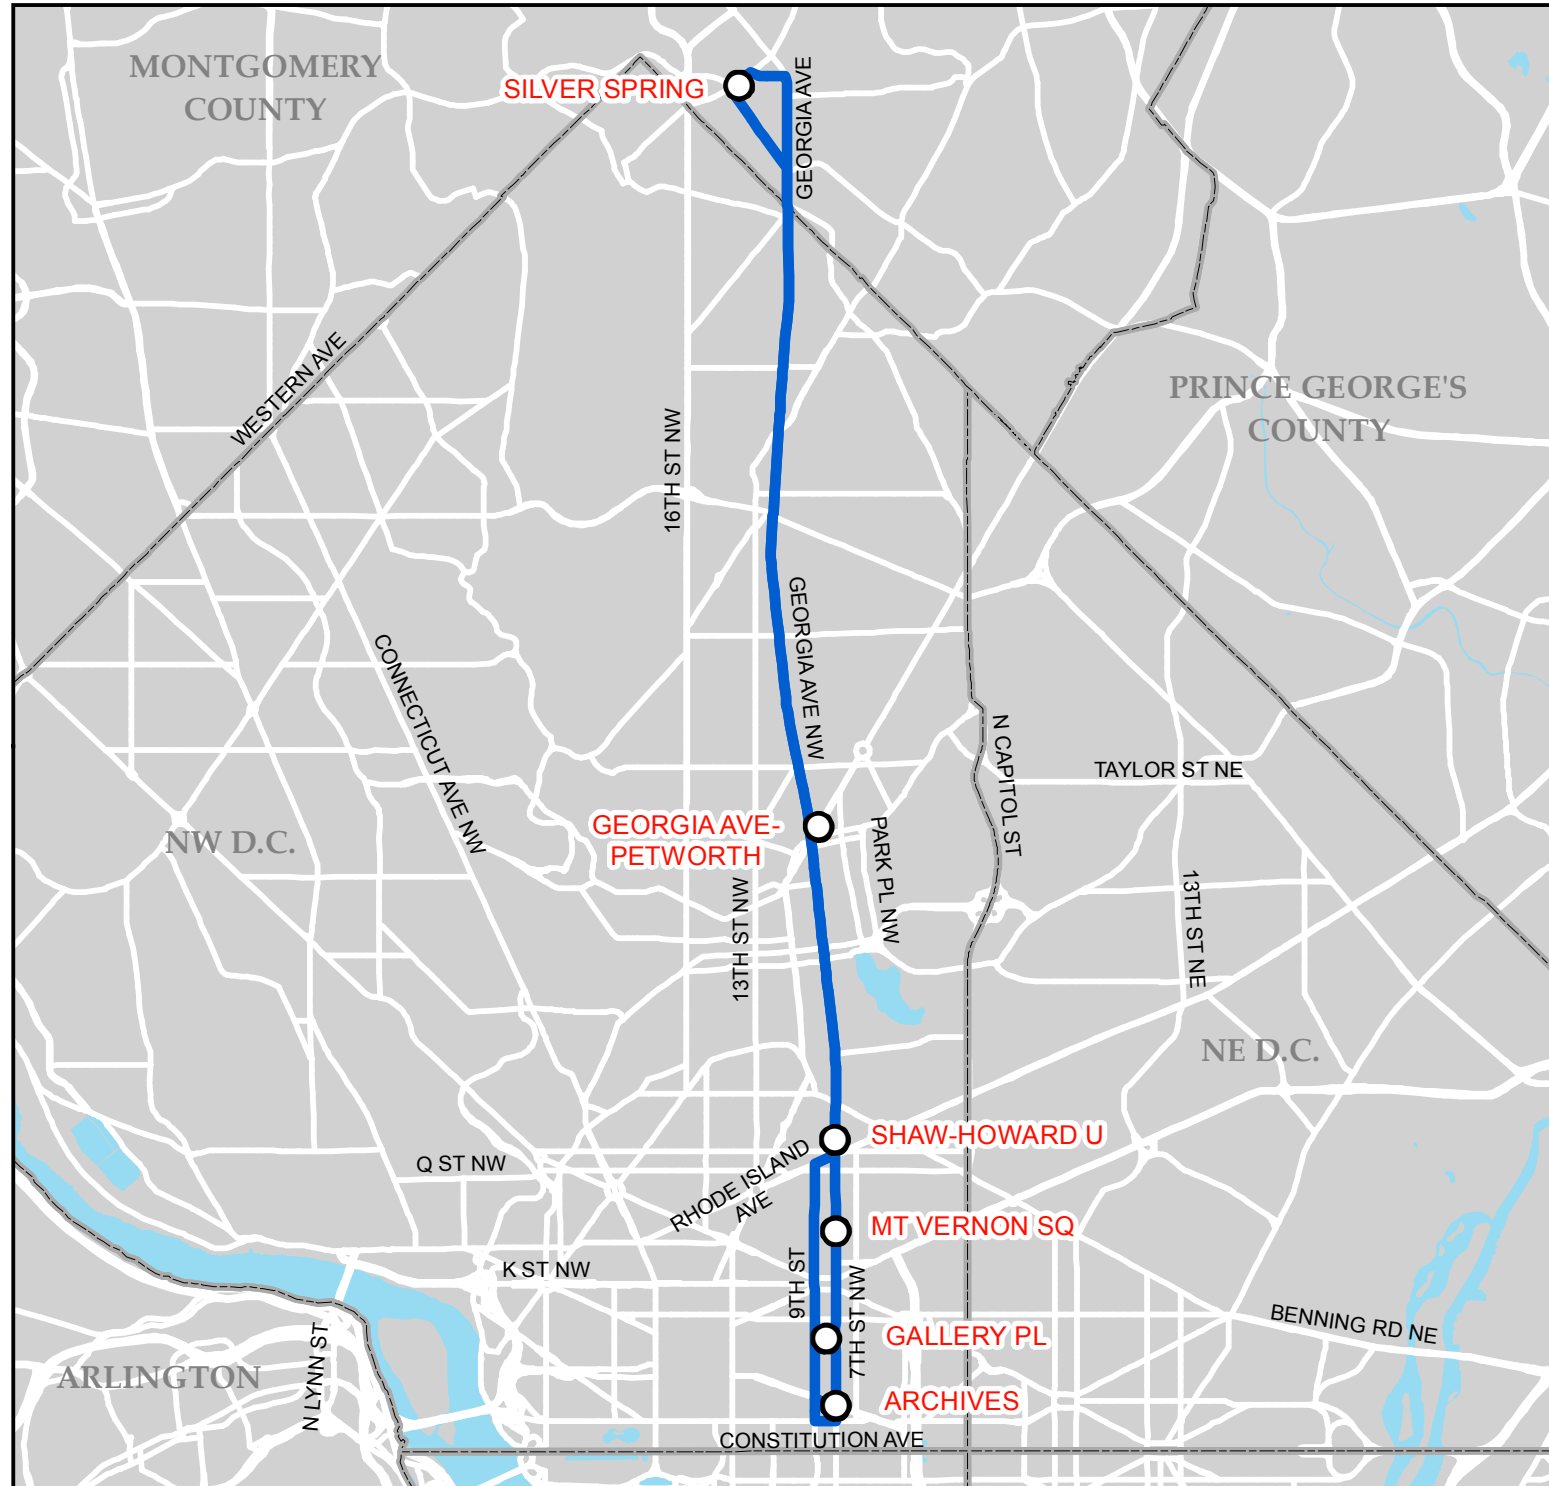 MONTGOMERY
COUNTY
SILVER SPRING
GEORGIA AVE
WESTERN AVE
PRINCE GEORGE'S
COUNTY
16TH ST NW
GEORGIA AVE NW
CONNECTICUT AVE NW
N CAPITOL ST
TAYLOR ST NE
NW D.C.
GEORGIA AVE-
PETWORTH
PARK PL NW
13TH ST NW
13TH ST NE
NE D.C.
SHAW-HOWARD U
Q ST NW
RHODE ISLAND
AVE
MT VERNON SQ
K ST NW
9TH ST
7TH ST NW
GALLERY PL
BENNING RD NE
N LYNN ST
ARLINGTON
ARCHIVES
CONSTITUTION AVE